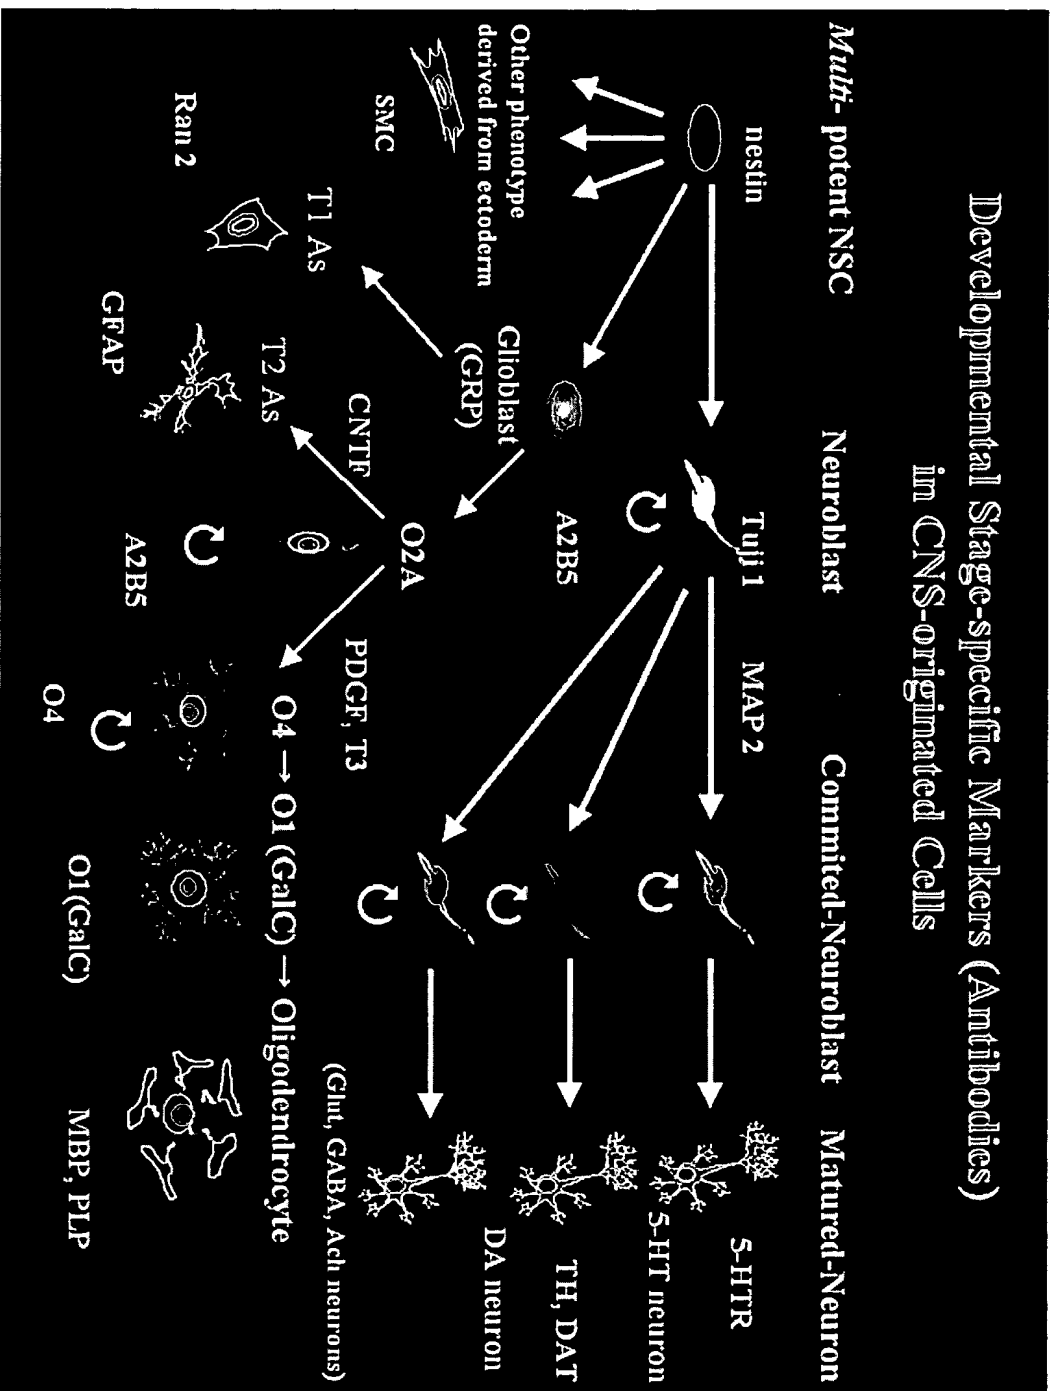 Developmental Stage-specific Markers (Antibodies)
in CNS-originated Cells
Multi- potent NSC
Neuroblast
Commited-Neuroblast
Matured-Neuron
nestin
Tuji 1
MAP 2
5-HTR
5-HT neuron
Other phenotype
derived from ectoderm
SMC
A2B5
TH, DAT
DA neuron
Glioblast
(GRP)
O2A
T1 As
Ran 2
CNTF
PDGF, T3
(Glut, GABA, Ach neurons)
T2 As
O4 → O1 (GalC) → Oligodendrocyte
GFAP
A2B5
O4
O1(GalC)
MBP, PLP